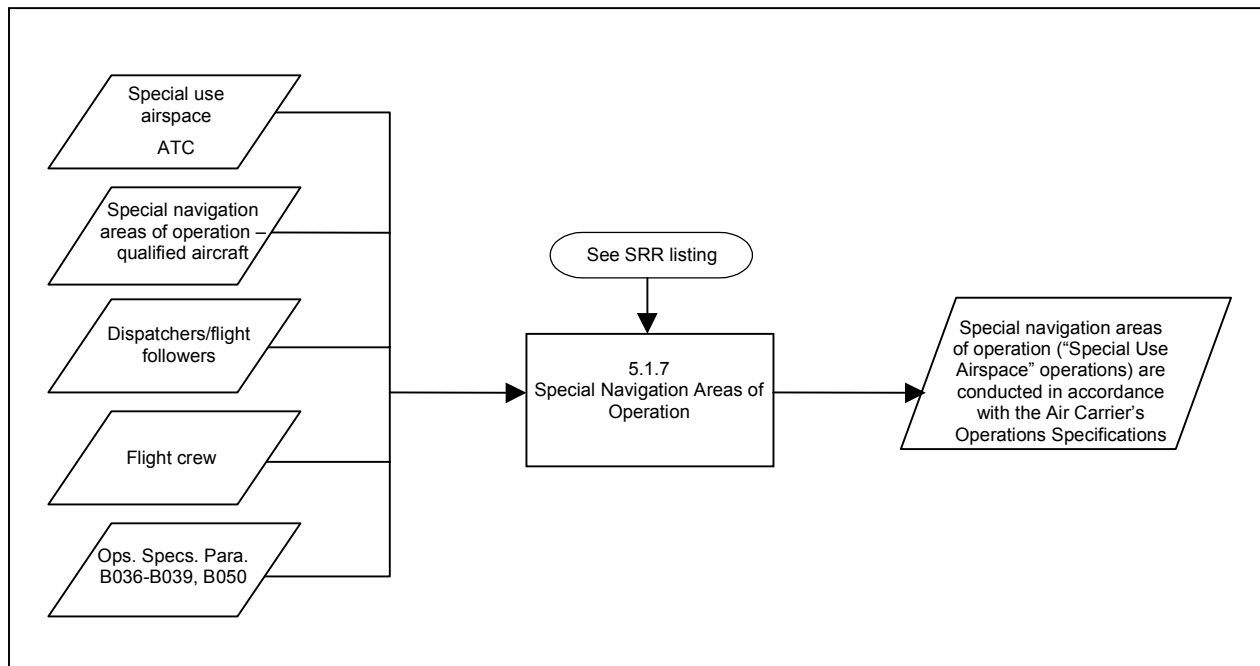 Special use
airspace
ATC
Special navigation
areas of operation –
qualified aircraft
Dispatchers/flight
followers
Flight crew
Ops. Specs. Para.
B036-B039, B050
See SRR listing
5.1.7
Special Navigation Areas of
Operation
Special navigation areas
of operation (“Special Use
Airspace” operations) are
conducted in accordance
with the Air Carrier’s
Operations Specifications